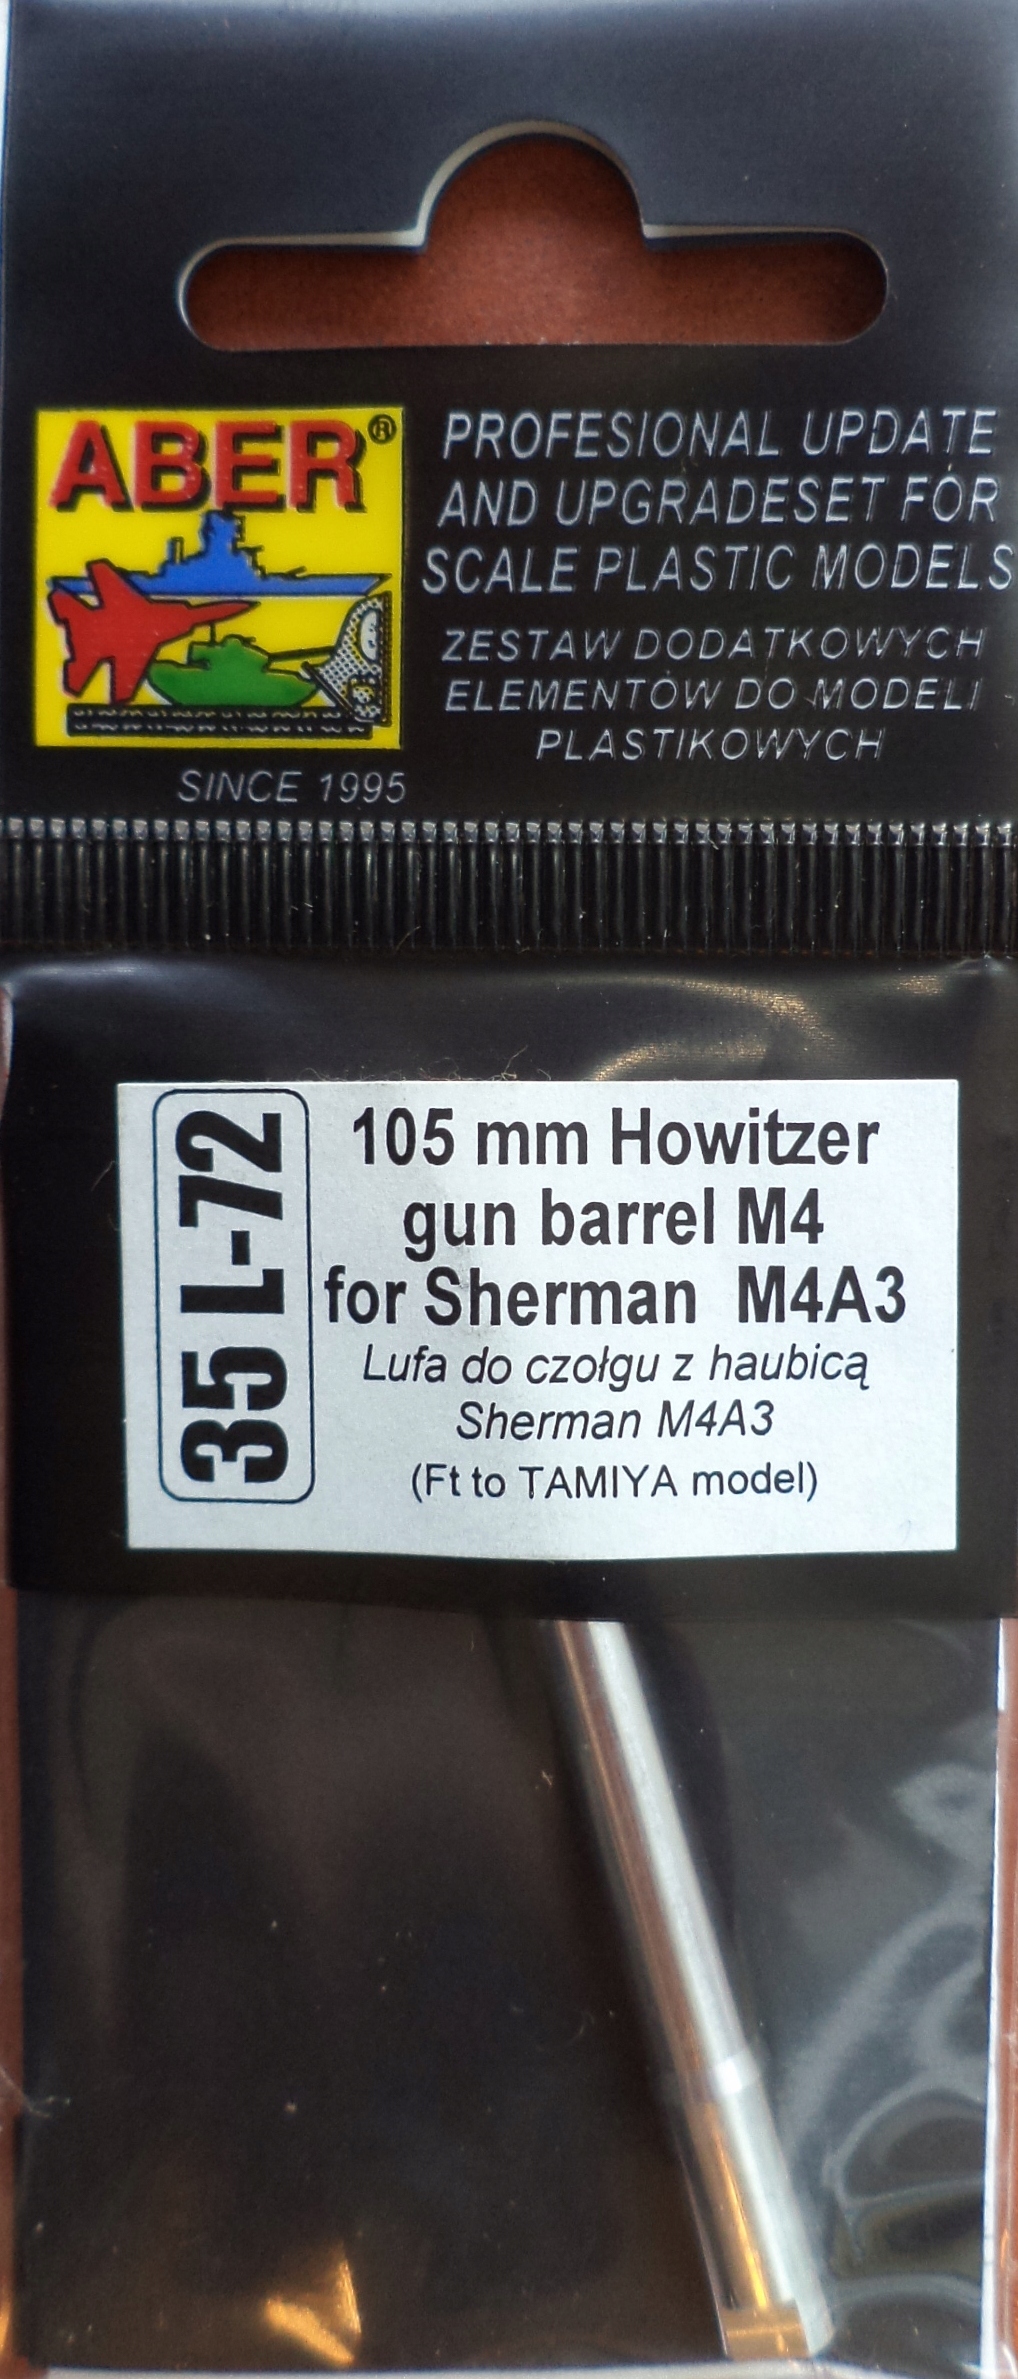 ABER®
SINCE 1995
PROFESIONAL UPDATE
AND UPGRADESET FOR
SCALE PLASTIC MODELS
ZESTAW DODATKOWYCH
ELEMENTÓW DO MODELI
PLASTIKOWYCH
35 L-72
105 mm Howitzer
gun barrel M4
for Sherman M4A3
Lufa do czołgu z haubicą
Sherman M4A3
(Ft to TAMIYA model)